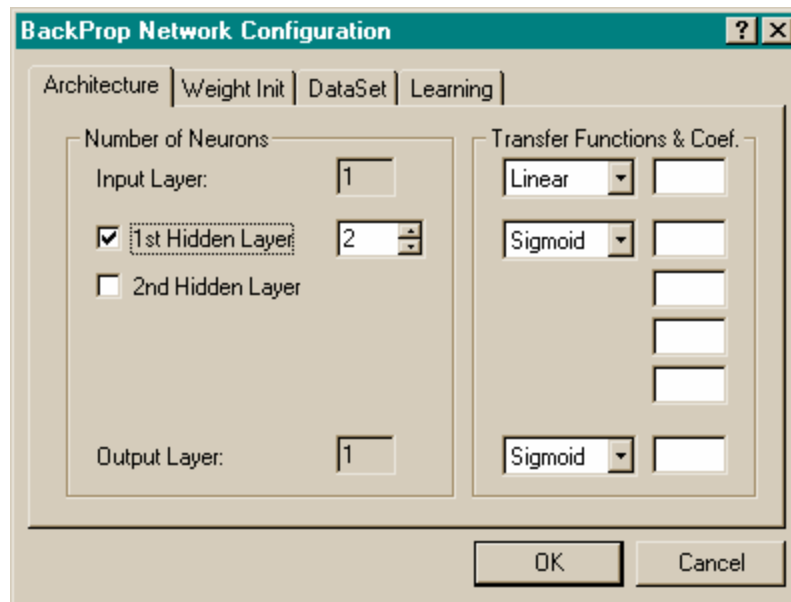 BackProp Network Configuration ? X
Architecture Weight Init DataSet Learning
Number of Neurons
Transfer Functions & Coef.
Input Layer: 1 Linear
1st Hidden Layer 2 Sigmoid
2nd Hidden Layer
Output Layer: 1 Sigmoid
OK Cancel